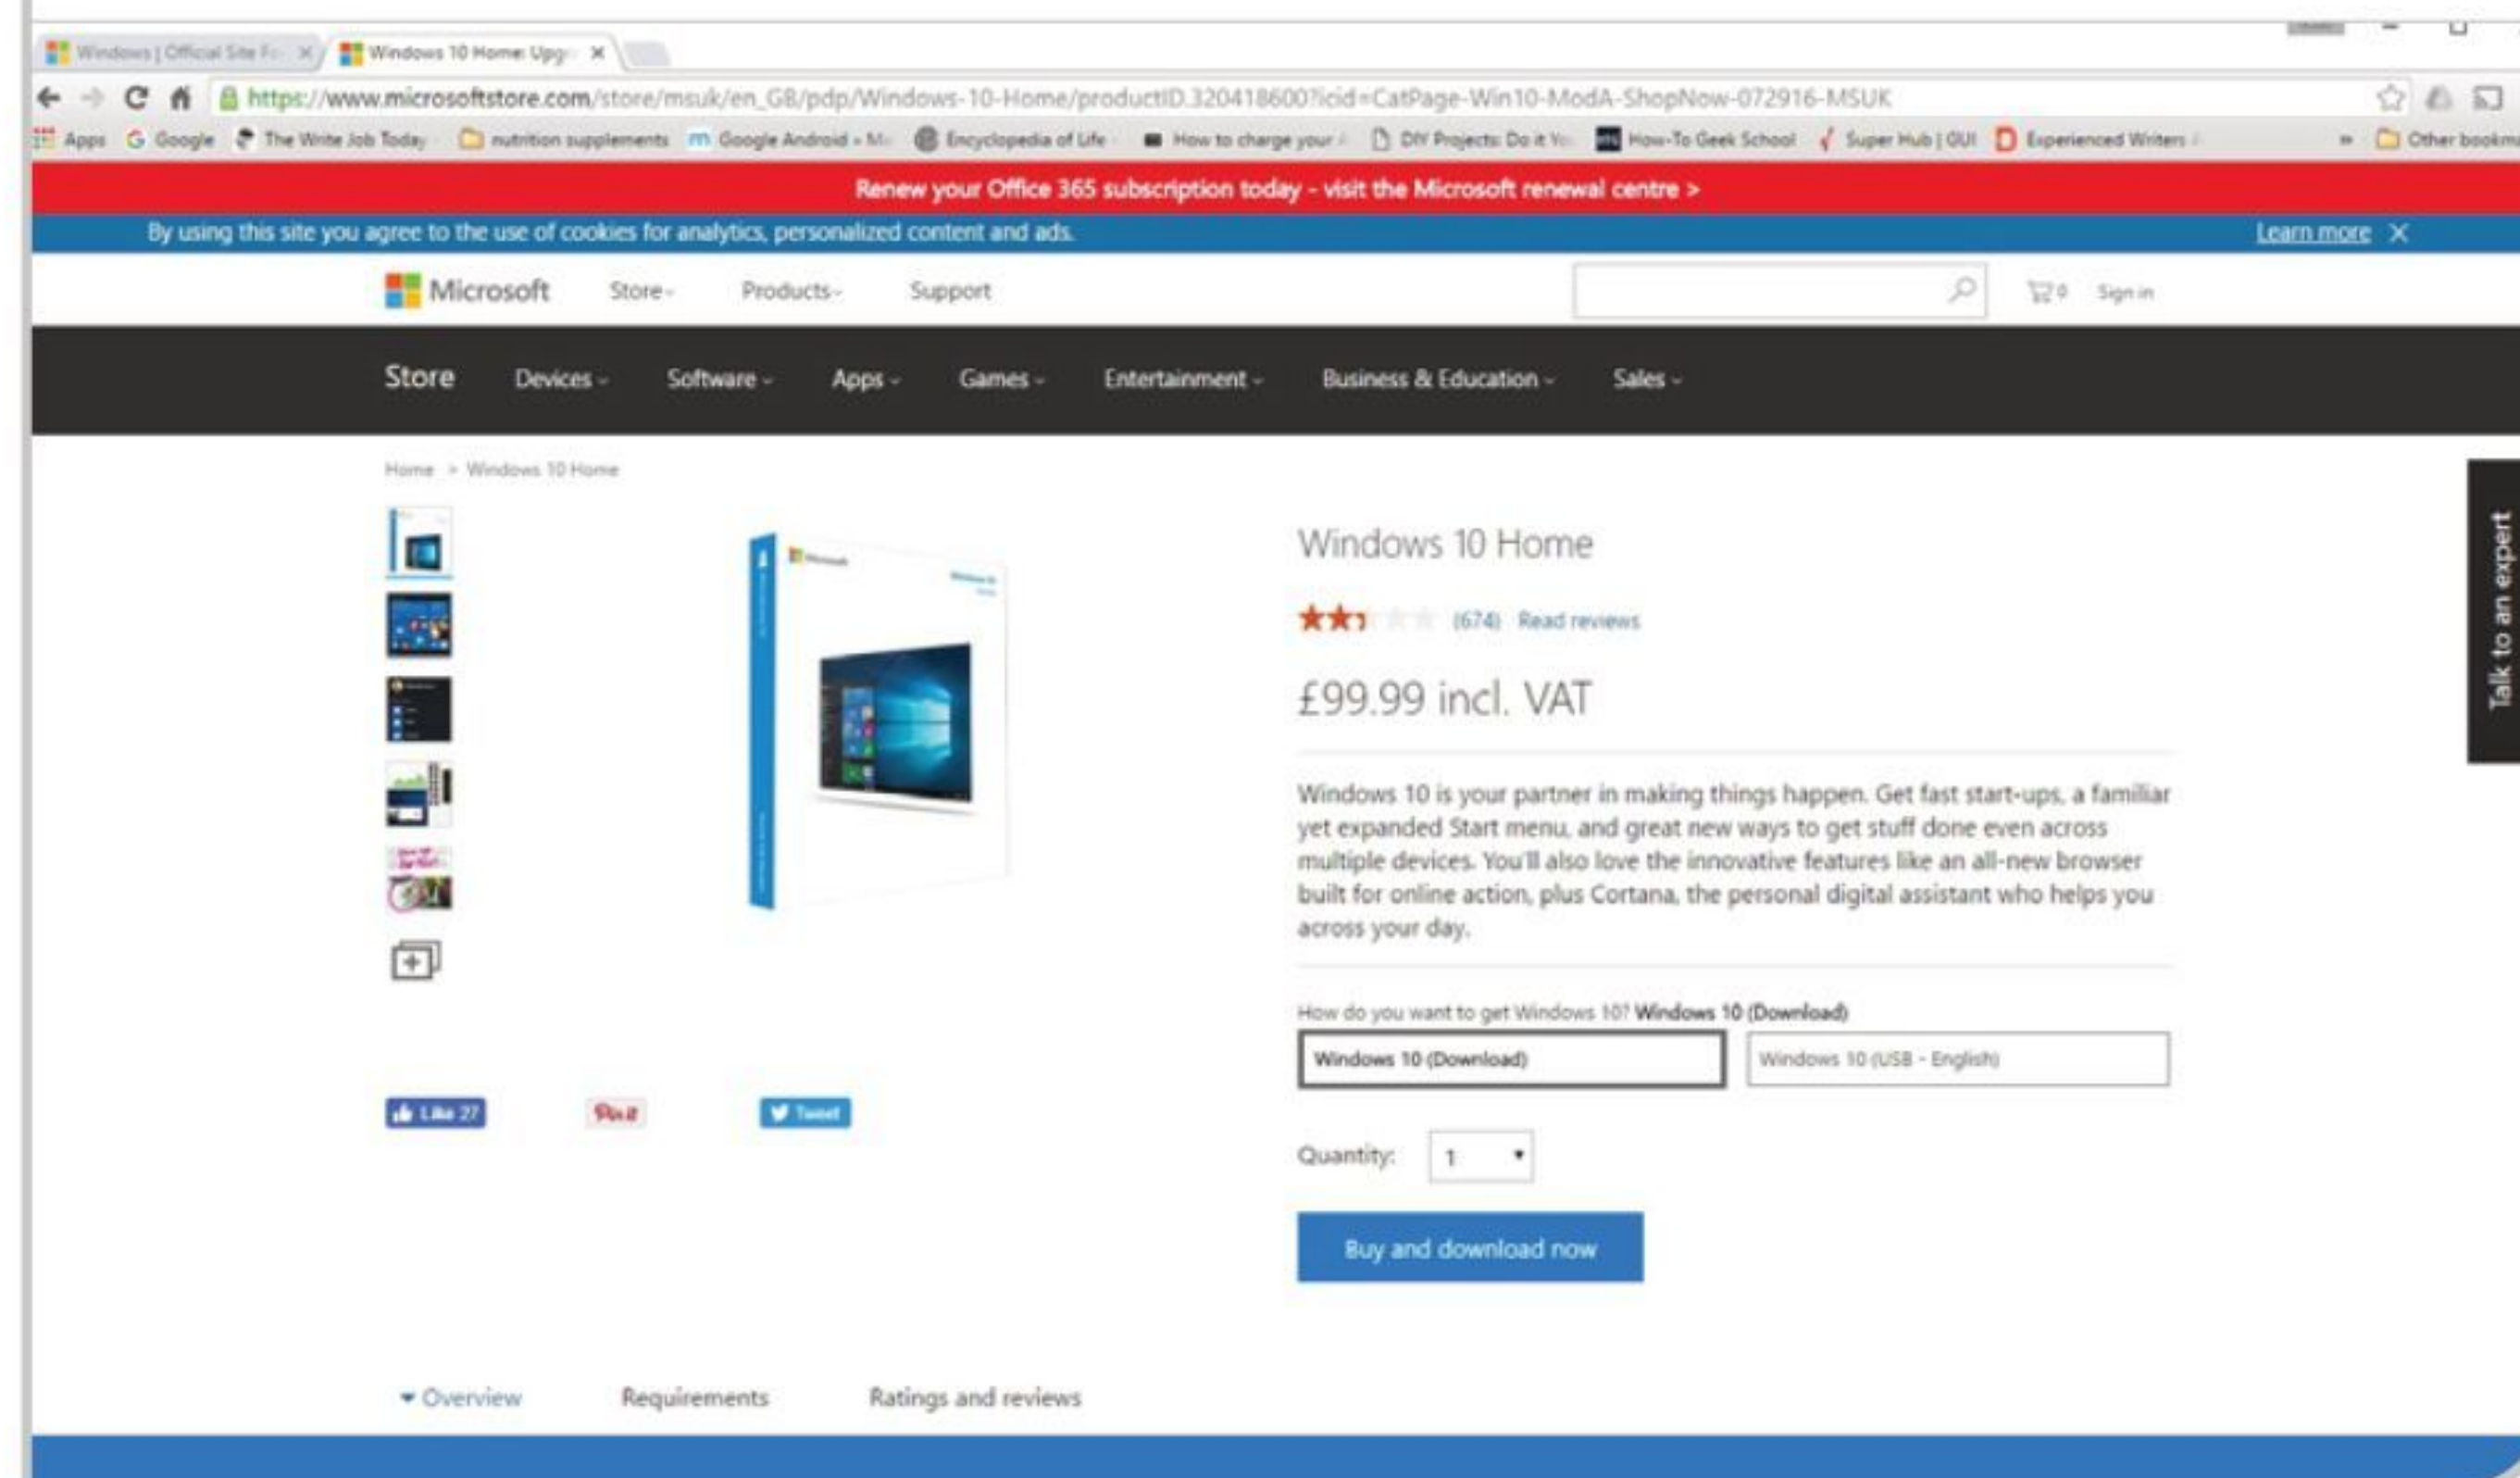 Windows | Official Site Fo
Windows 10 Home: Upg
https://www.microsoftstore.com/store/msuk/en_GB/pdp/Windows-10-Home/productID.320418600?icid=CatPage-Win10-ModA-ShopNow-072916-MSUK
Apps Google The Write Job Today nutrition supplements Google Android - M Encyclopedia of Life How to charge your DIY Projects: Do it Yo How-To Geek School Super Hub | GUI Experienced Writers » Other bookm
Renew your Office 365 subscription today - visit the Microsoft renewal centre >
By using this site you agree to the use of cookies for analytics, personalized content and ads. Learn more
Microsoft Store Products Support 0 Sign in
Store Devices Software Apps Games Entertainment Business & Education Sales
Home > Windows 10 Home
Talk to an expert
Microsoft
Windows 10 Home
(674) Read reviews
£99.99 incl. VAT
Windows 10 is your partner in making things happen. Get fast start-ups, a familiar
yet expanded Start menu, and great new ways to get stuff done even across
multiple devices. You'll also love the innovative features like an all-new browser
built for online action, plus Cortana, the personal digital assistant who helps you
across your day.
How do you want to get Windows 10? Windows 10 (Download)
Windows 10 (Download) Windows 10 (USB - English)
Like 27 Pin it Tweet
Quantity: 1
Buy and download now
Overview Requirements Ratings and reviews